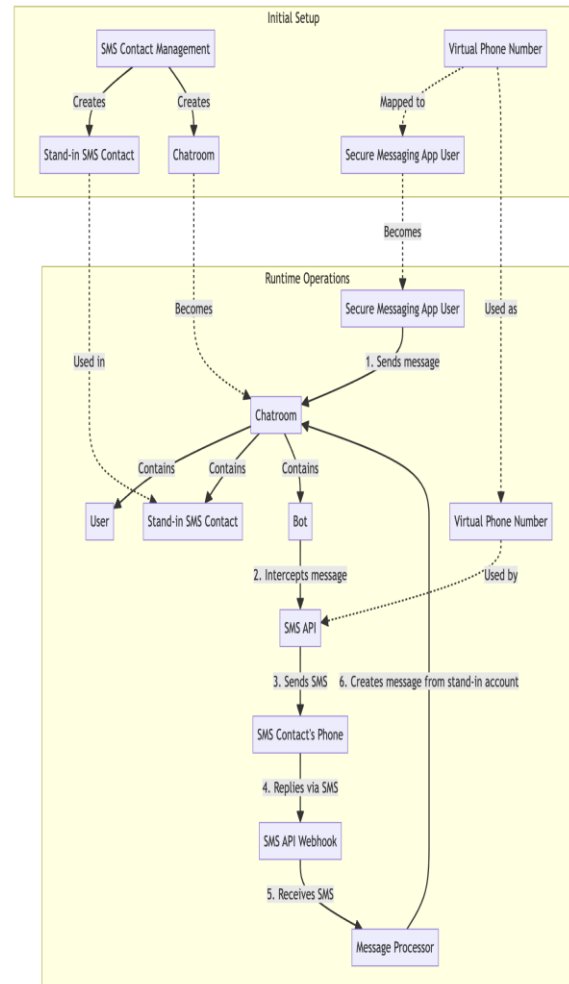 Initial Setup
SMS Contact Management
Virtual Phone Number
Creates
Creates
Mapped to
Stand-in SMS Contact
Chatroom
Secure Messaging App User
Becomes
Runtime Operations
Secure Messaging App User
Used in
Becomes
Used as
1. Sends message
Chatroom
Contains
Contains
Contains
User
Stand-in SMS Contact
Bot
Virtual Phone Number
2. Intercepts message
Used by
SMS API
3. Sends SMS
6. Creates message from stand-in account
SMS Contact's Phone
4. Replies via SMS
SMS API Webhook
5. Receives SMS
Message Processor